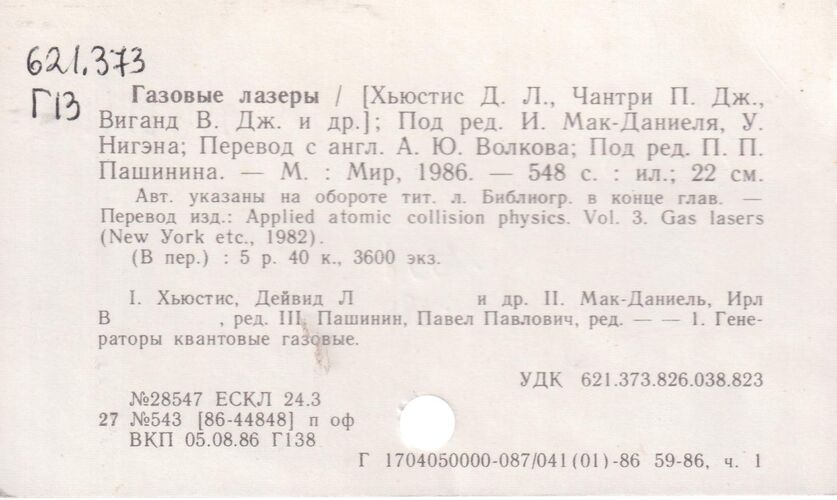 621.373
Г13
Газовые лазеры / [Хьюстис Д. Л., Чантри П. Дж.,
Виганд В. Дж. и др.]; Под ред. И. Мак-Даниеля, У.
Нигэна; Перевод с англ. А. Ю. Волкова; Под ред. П. П.
Пашинина. — М. : Мир, 1986. — 548 с. : ил.; 22 см.
Авт. указаны на обороте тит. л. Библиогр. в конце глав. —
Перевод изд.: Applied atomic collision physics. Vol. 3. Gas lasers
(New York etc., 1982).
(В пер.) : 5 р. 40 к., 3600 экз.
I. Хьюстис, Дейвид Л и др. II. Мак-Даниель, Ирл
В , ред. III. Пашинин, Павел Павлович, ред. — — 1. Гене-
раторы квантовые газовые.
УДК 621.373.826.038.823
№28547 ЕСКЛ 24.3
27 №543 [86-44848] п оф
ВКП 05.08.86 Г138
Г 1704050000-087/041(01)-86 59-86, ч. 1